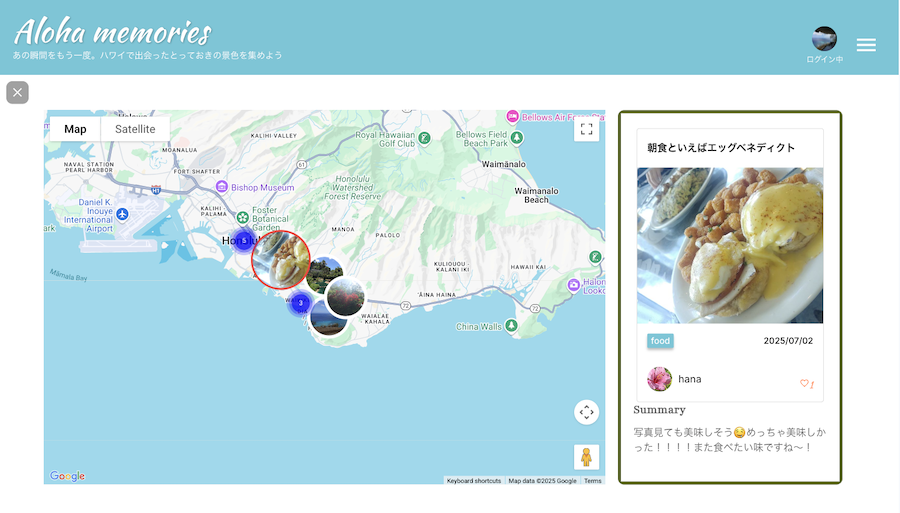 Aloha memories
あの瞬間をもう一度。ハワイで出会ったとっておきの景色を集めよう
ログイン中
Map
Satellite
KALIHI VALLEY
MOANALUA
FORT SHAFTER
NAVAL STATION
PEARL HARBOR
Bishop Museum
Daniel K.
Inouye
International
Airport
KALIHI-
PALAMA
Foster
Botanical
Garden
5
Māmala Bay
Royal Hawaiian
Golf Club
Bellows Field
Beach Park
Bellows Air
61
H1
Honolulu
Watershed
Forest Reserve
Waimānalo
Waimanalo
Beach
MANOA
PALOLO
KULIOUOU -
KALANI IKI
HAWAII KAI
3
ʻĀINA HAINA
72
72
WAIALAE
KAHALA
China Walls
Google
Keyboard shortcuts
Map data ©2025 Google
Terms
朝食といえばエッグベネディクト
food
2025/07/02
hana
1
Summary
写真見ても美味しそう😋めっちゃ美味しか
った！！！！また食べたい味ですね〜！